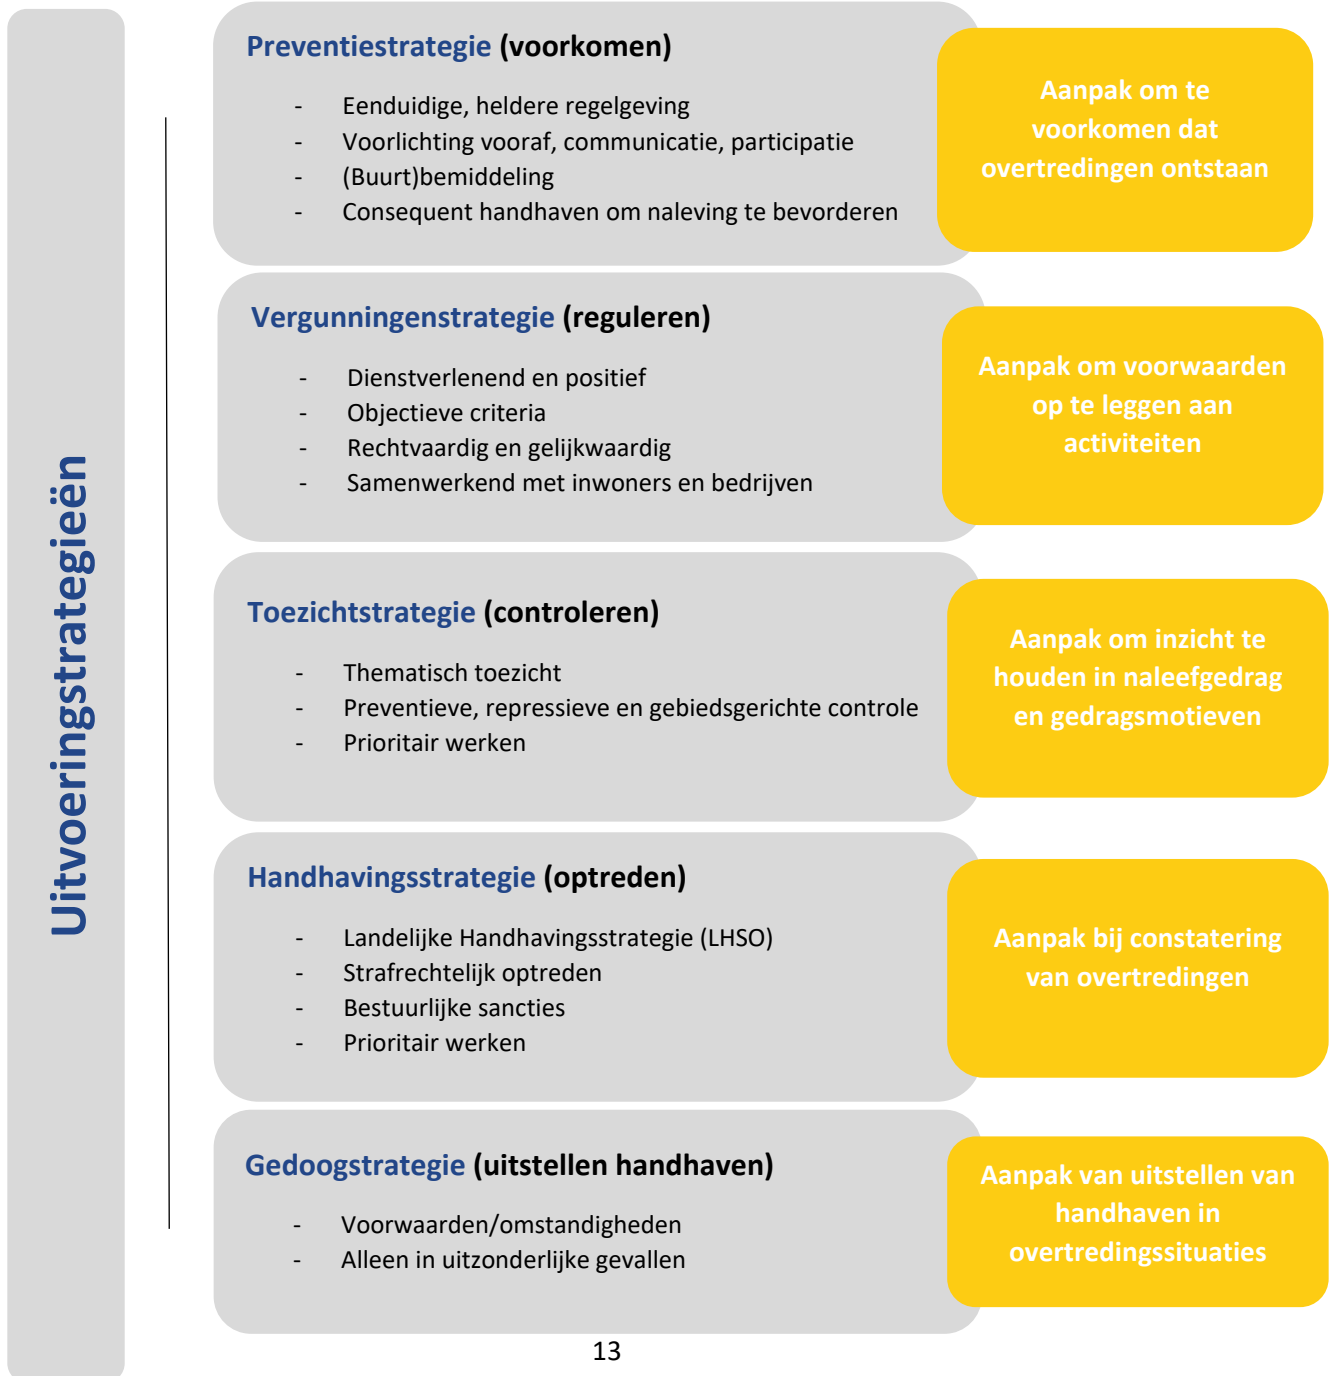 Uitvoeringstrategieën
Preventiestrategie (voorkomen)
- Eenduidige, heldere regelgeving
- Voorlichting vooraf, communicatie, participatie
- (Buurt)bemiddeling
- Consequent handhaven om naleving te bevorderen
Aanpak om te
voorkomen dat
overtredingen ontstaan
Vergunningenstrategie (reguleren)
- Dienstverlenend en positief
- Objectieve criteria
- Rechtvaardig en gelijkwaardig
- Samenwerkend met inwoners en bedrijven
Aanpak om voorwaarden
op te leggen aan
activiteiten
Toezichtstrategie (controleren)
- Thematisch toezicht
- Preventieve, repressieve en gebiedsgerichte controle
- Prioritair werken
Aanpak om inzicht te
houden in naleefgedrag
en gedragsmotieven
Handhavingsstrategie (optreden)
- Landelijke Handhavingsstrategie (LHSO)
- Strafrechtelijk optreden
- Bestuurlijke sancties
- Prioritair werken
Aanpak bij constatering
van overtredingen
Gedoogstrategie (uitstellen handhaven)
- Voorwaarden/omstandigheden
- Alleen in uitzonderlijke gevallen
Aanpak van uitstellen van
handhaven in
overtredingssituaties
13